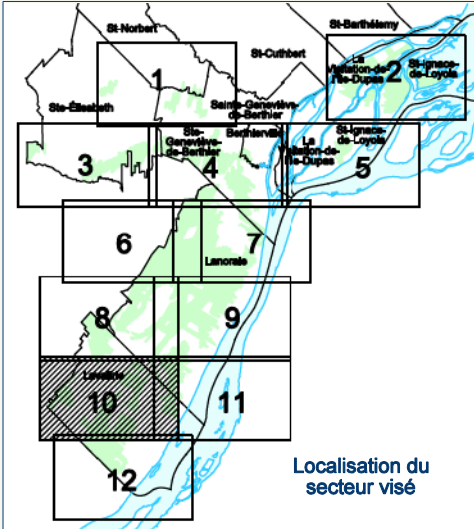 St-Norbert
St-Barthélemy
St-Cuthbert
La
Visitation-de-
l'Île-Dupas
2
St-Ignace-
de-Loyola
1
Ste-Élisabeth
Sainte-Geneviève-
de-Berthier
Berthierville
Ste-
Geneviève-
de-Berthier
La
Visitation-de-
l'Île-Dupas
St-Ignace-
de-Loyola
3
4
5
6
7
Lanoraie
8
9
Lavaltrie
10
11
12
Localisation du
secteur visé